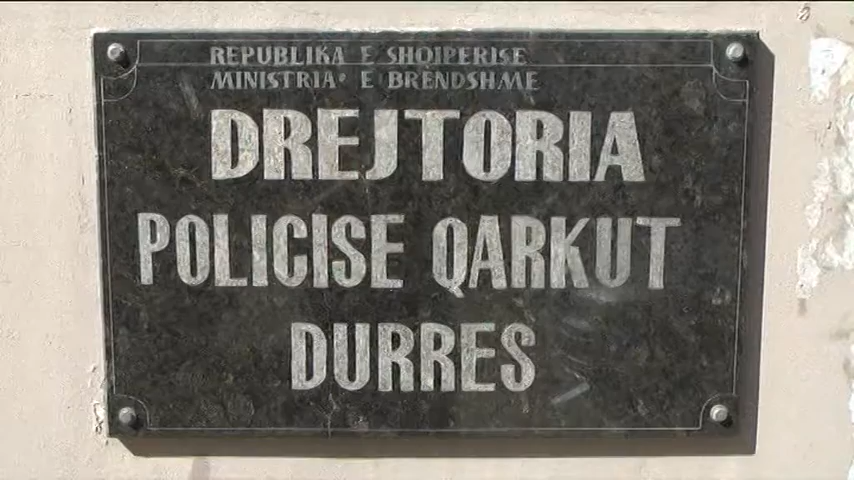 REPUBLIKA E SHQIPERISE
MINISTRIA E BRENDSHME
DREJTORIA
POLICISE QARKUT
DURRES